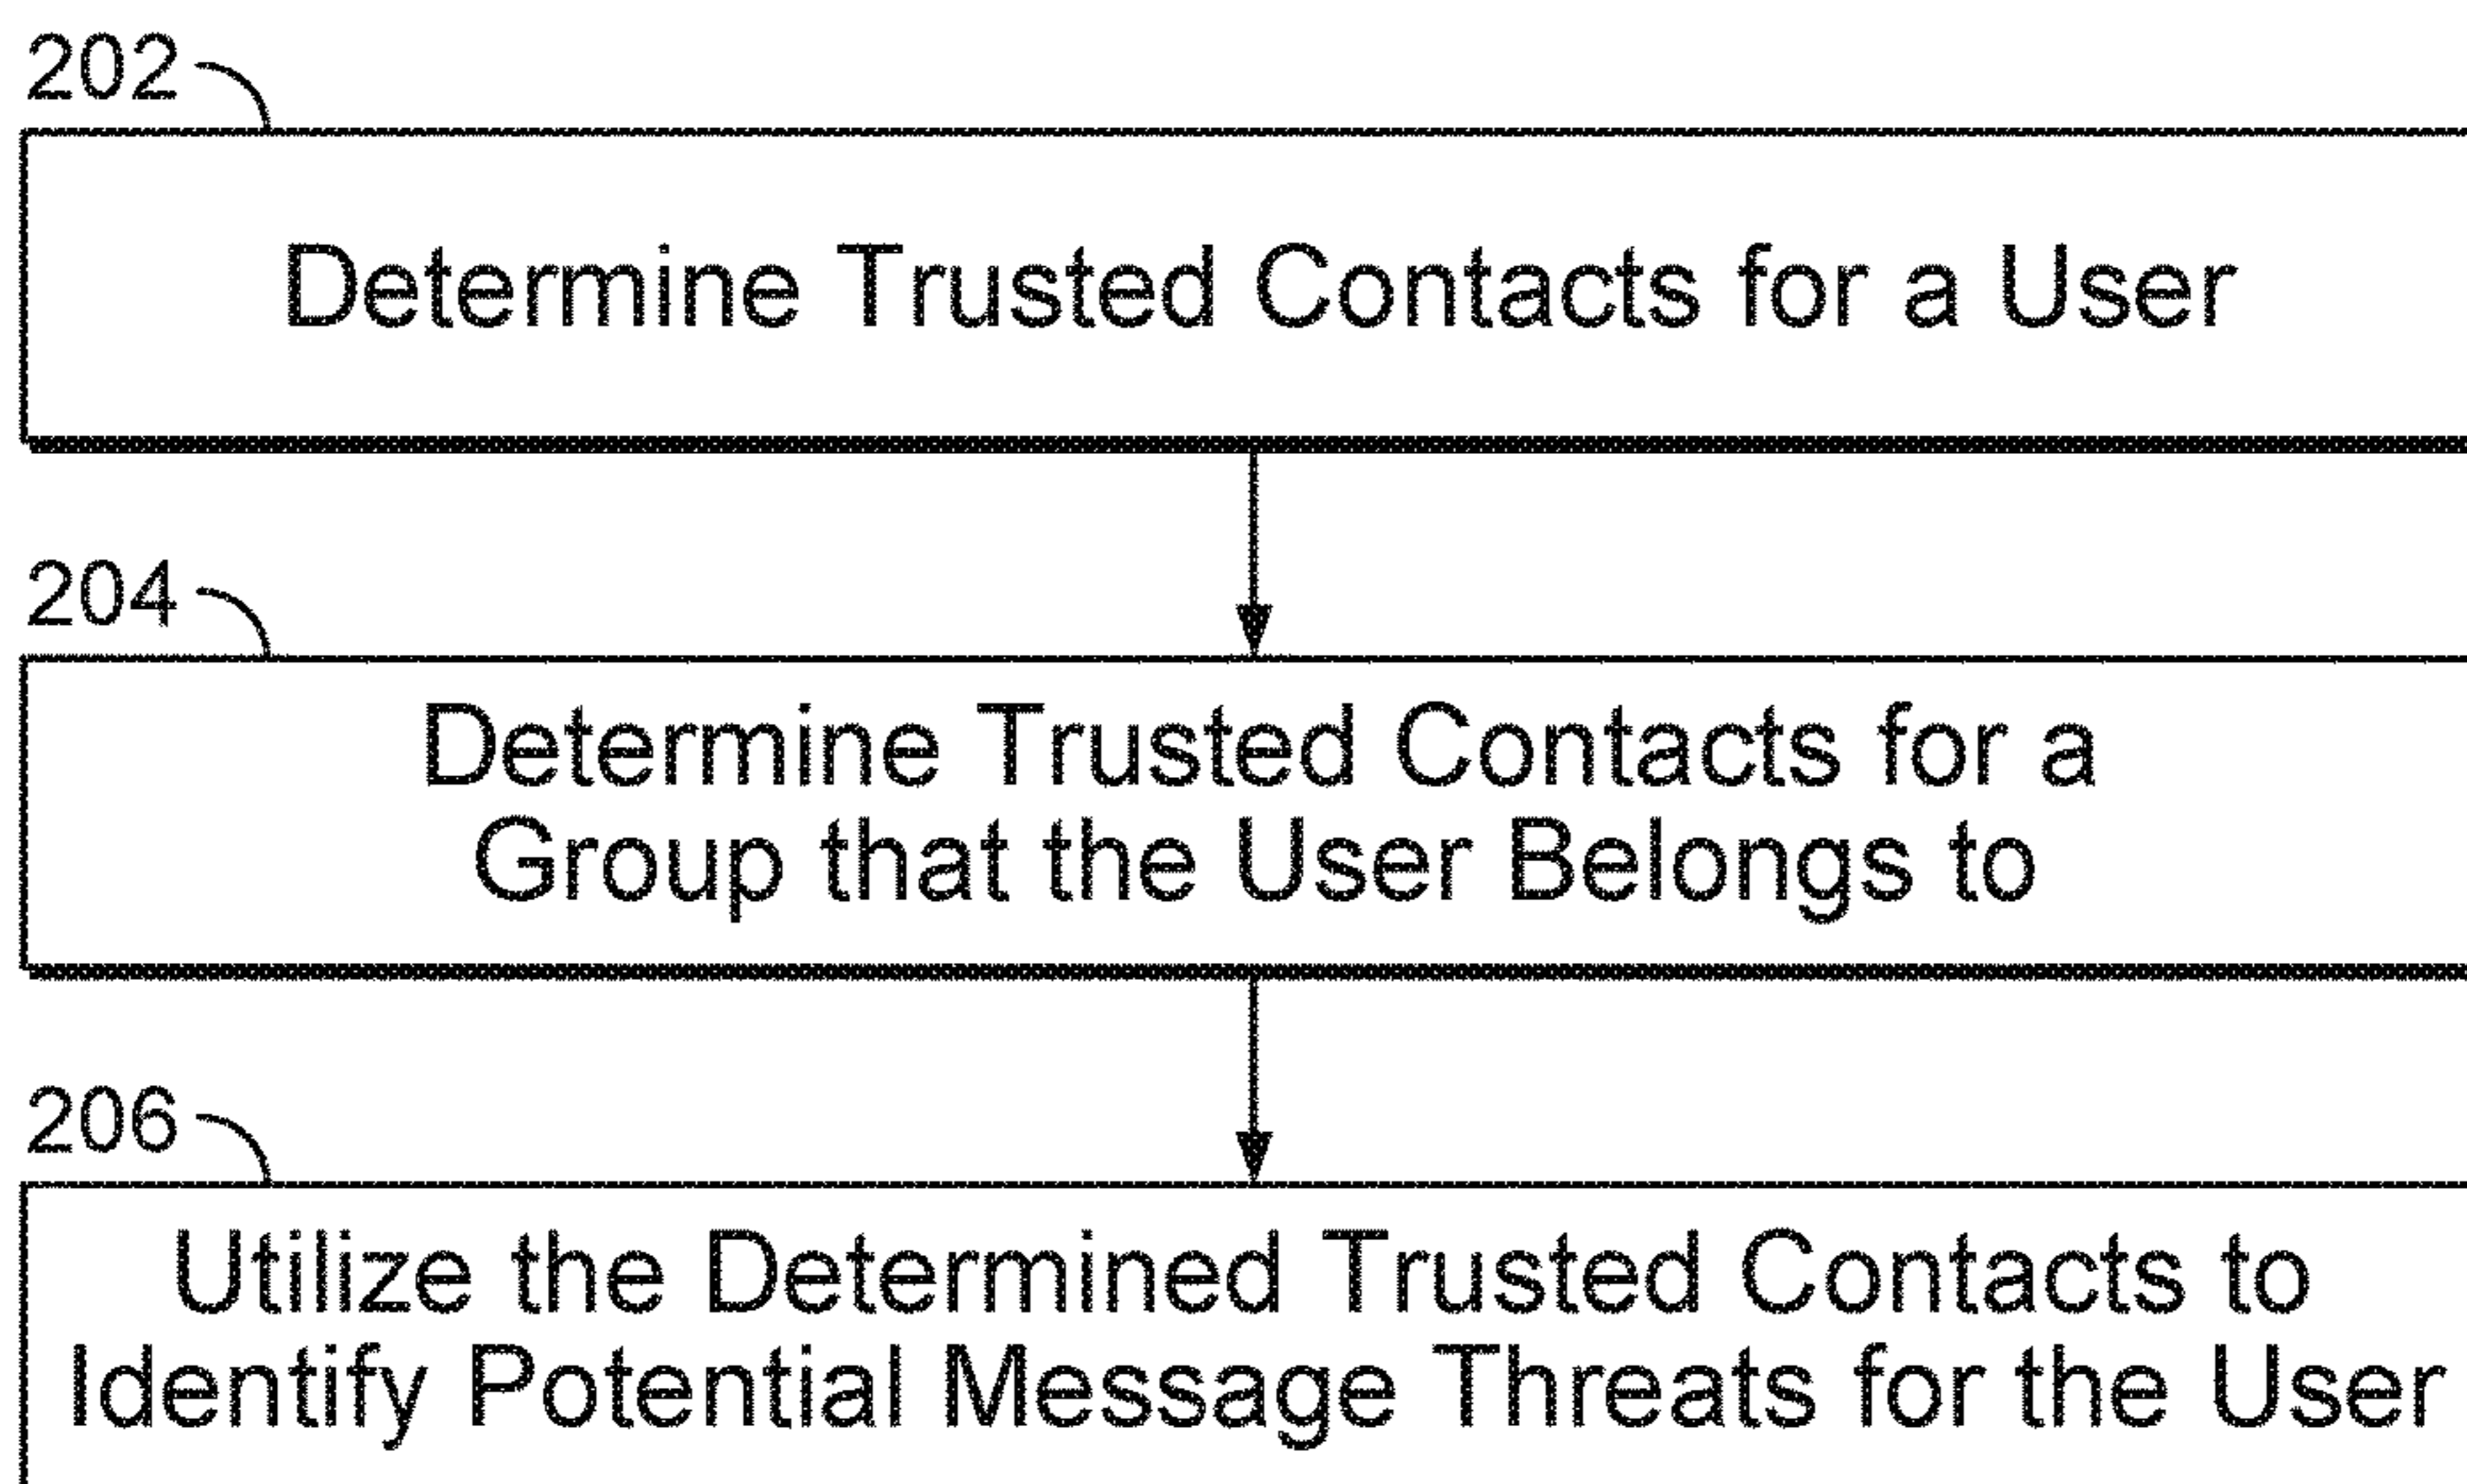 202
Determine Trusted Contacts for a User
204
Determine Trusted Contacts for a
Group that the User Belongs to
206
Utilize the Determined Trusted Contacts to
Identify Potential Message Threats for the User